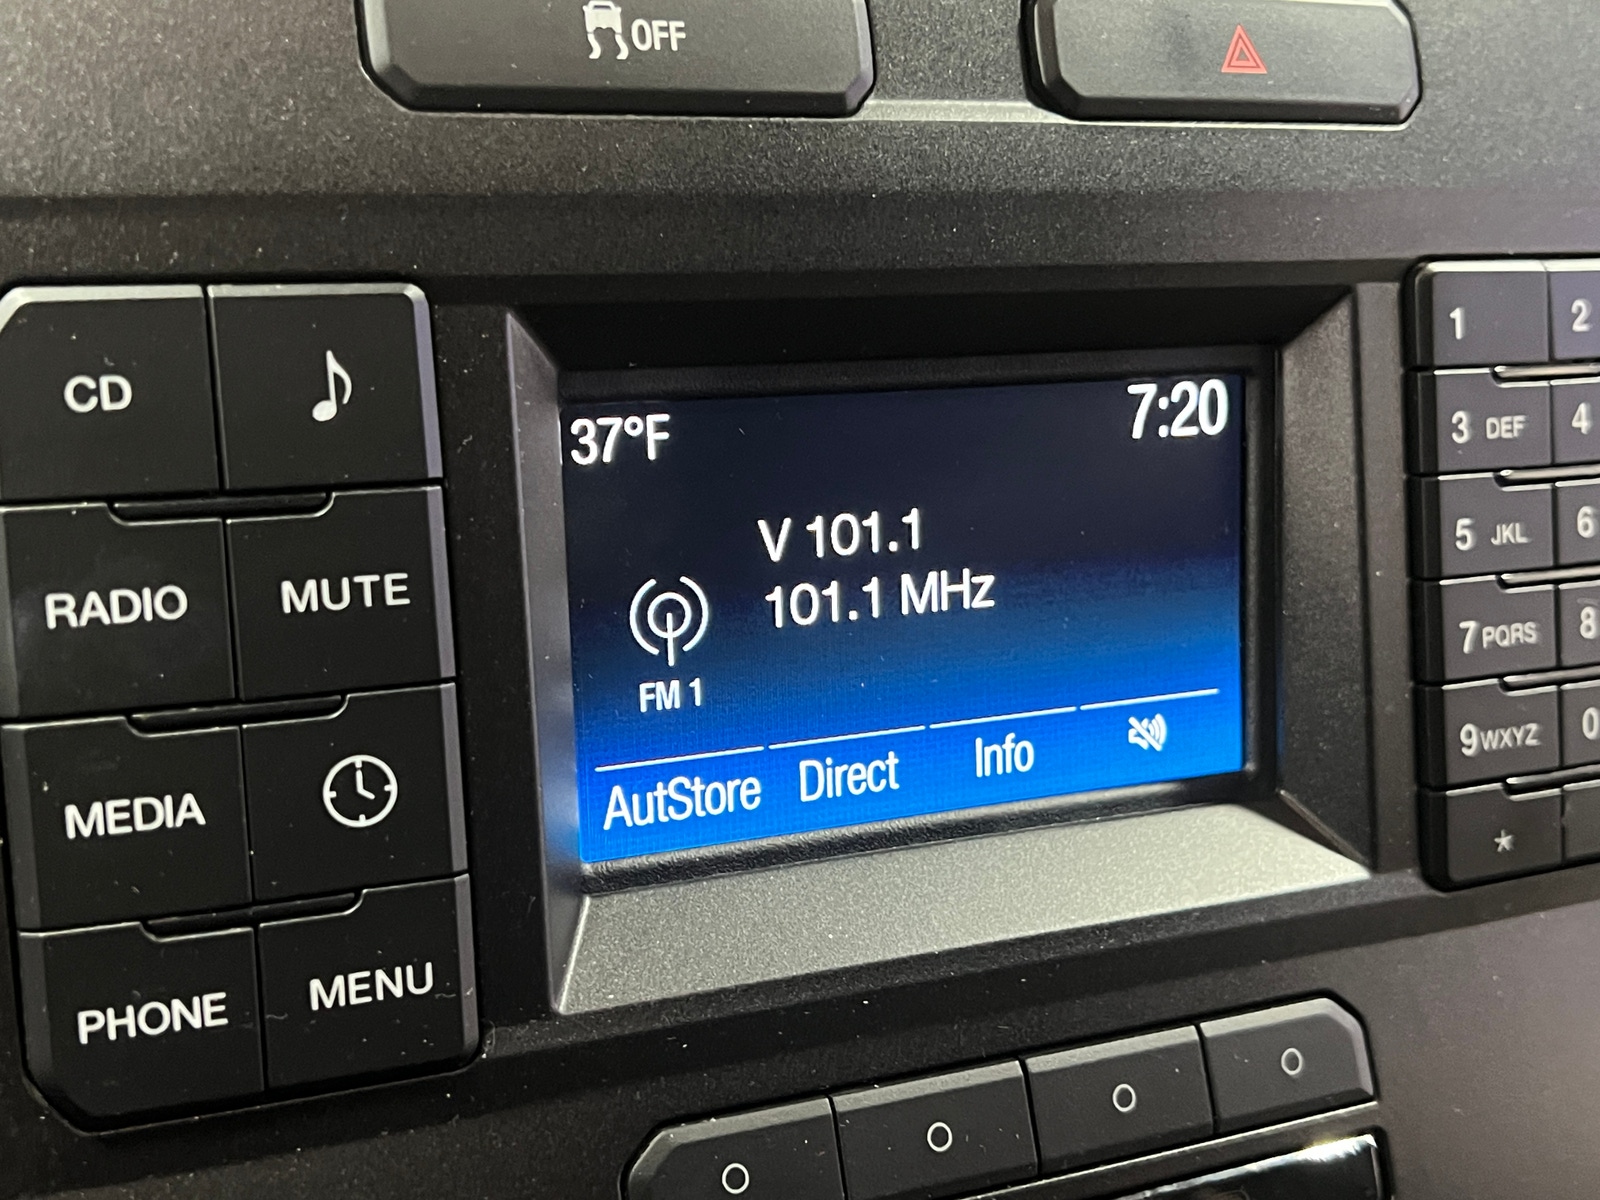 OFF
CD
RADIO MUTE
MEDIA
PHONE MENU
37°F 7:20
V 101.1
101.1 MHz
FM 1
AutStore Direct Info
1 2
3 DEF 4
5 JKL 6
7 PQRS 8
9 WXYZ 0
*